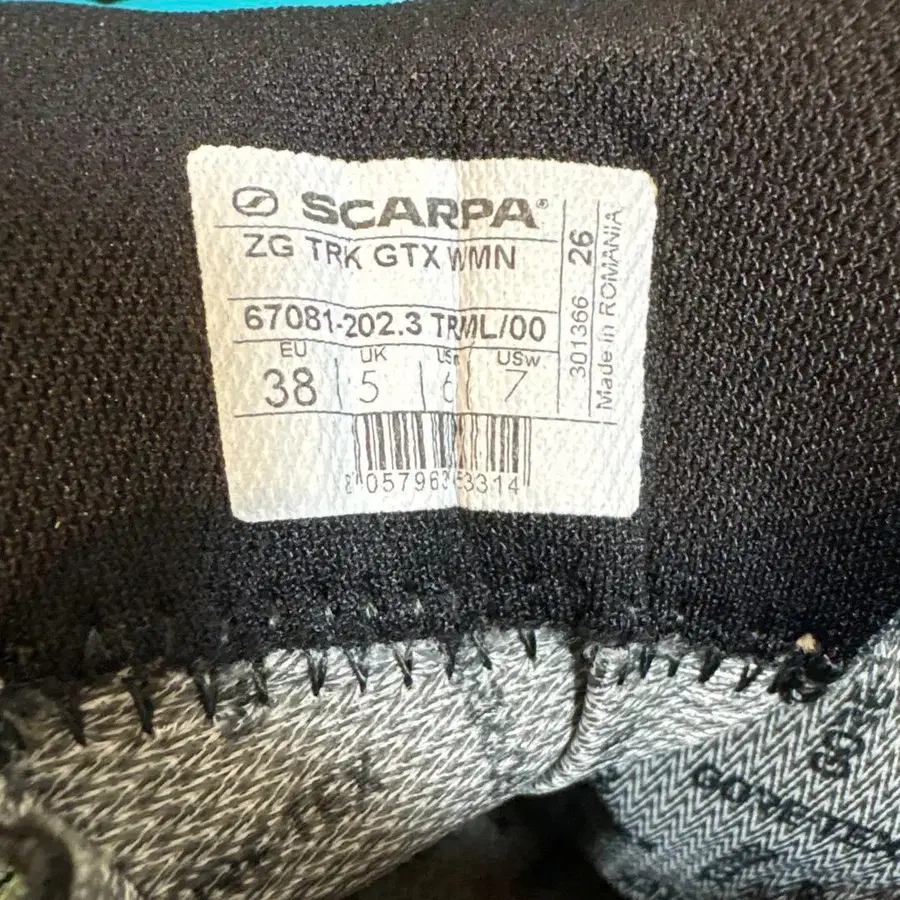 SCARPA®
ZG TRK GTX WMN
67081-202.3 TRML/00
EU UK USm USw
38 5 6 7
301366 26
Made in ROMANIA
GORE-TEX